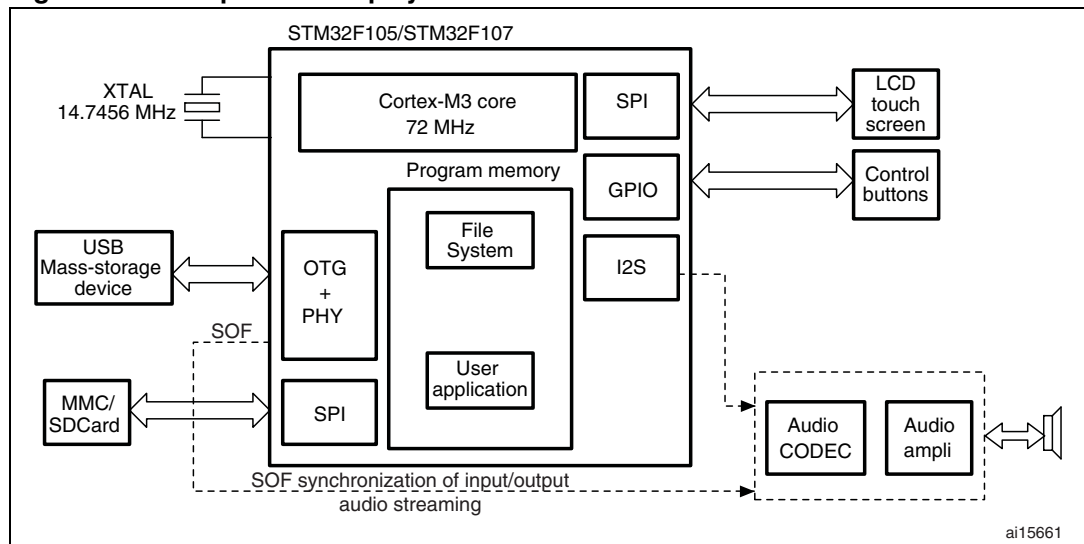 STM32F105/STM32F107
XTAL
14.7456 MHz
Cortex-M3 core
72 MHz
SPI
LCD
touch
screen
Program memory
GPIO
Control
buttons
File
System
USB
Mass-storage
device
OTG
+
PHY
I2S
SOF
User
application
MMC/
SDCard
SPI
Audio
CODEC
Audio
ampli
SOF synchronization of input/output
audio streaming
ai15661